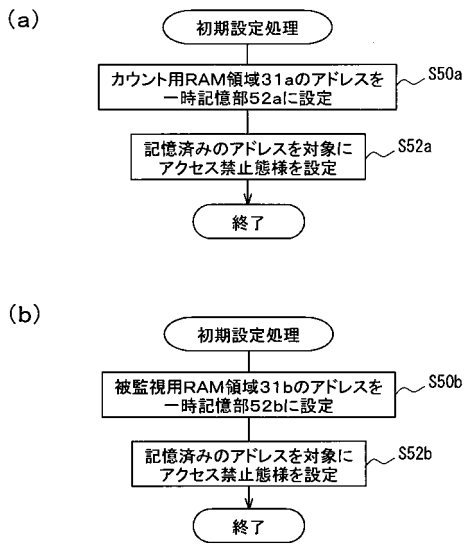 (a)
初期設定処理
カウント用RAM領域31aのアドレスを
一時記憶部52aに設定
S50a
記憶済みのアドレスを対象に
アクセス禁止態様を設定
S52a
終了
(b)
初期設定処理
被監視用RAM領域31bのアドレスを
一時記憶部52bに設定
S50b
記憶済みのアドレスを対象に
アクセス禁止態様を設定
S52b
終了